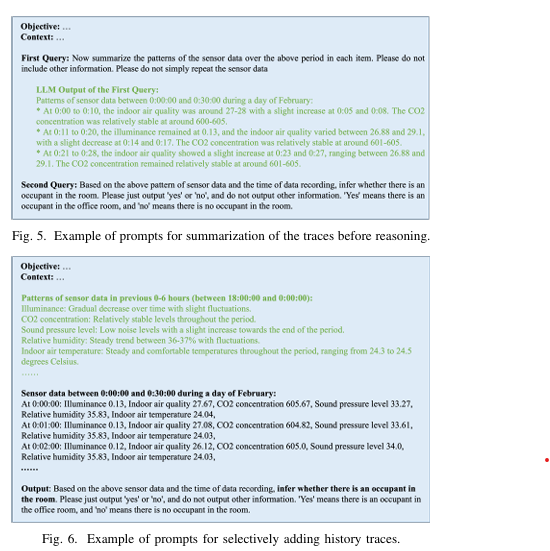 Objective: ...
Context: ...
First Query: Now summarize the patterns of the sensor data over the above period in each item. Please do not
include other information. Please do not simply repeat the sensor data
LLM Output of the First Query:
Patterns of sensor data between 0:00:00 and 0:30:00 during a day of February:
* At 0:00 to 0:10, the indoor air quality was around 27-28 with a slight increase at 0:05 and 0:08. The CO2
concentration was relatively stable at around 600-605.
* At 0:11 to 0:20, the illuminance remained at 0.13, and the indoor air quality varied between 26.88 and 29.1,
with a slight decrease at 0:14 and 0:17. The CO2 concentration was relatively stable at around 601-605.
* At 0:21 to 0:28, the indoor air quality showed a slight increase at 0:23 and 0:27, ranging between 26.88 and
29.1. The CO2 concentration remained relatively stable at around 601-605.
Second Query: Based on the above pattern of sensor data and the time of data recording, infer whether there is an
occupant in the room. Please just output 'yes' or 'no', and do not output other information. 'Yes' means there is an
occupant in the office room, and 'no' means there is no occupant in the room.
Fig. 5. Example of prompts for summarization of the traces before reasoning.
Objective: ...
Context: ...
Patterns of sensor data in previous 0-6 hours (between 18:00:00 and 0:00:00):
Illuminance: Gradual decrease over time with slight fluctuations.
CO2 concentration: Relatively stable levels throughout the period.
Sound pressure level: Low noise levels with a slight increase towards the end of the period.
Relative humidity: Steady trend between 36-37% with fluctuations.
Indoor air temperature: Steady and comfortable temperatures throughout the period, ranging from 24.3 to 24.5
degrees Celsius.
......
Sensor data between 0:00:00 and 0:30:00 during a day of February:
At 0:00:00: Illuminance 0.13, Indoor air quality 27.67, CO2 concentration 605.67, Sound pressure level 33.27,
Relative humidity 35.83, Indoor air temperature 24.04,
At 0:01:00: Illuminance 0.13, Indoor air quality 27.08, CO2 concentration 604.82, Sound pressure level 33.61,
Relative humidity 35.83, Indoor air temperature 24.03,
At 0:02:00: Illuminance 0.12, Indoor air quality 26.12, CO2 concentration 605.0, Sound pressure level 34.0,
Relative humidity 35.83, Indoor air temperature 24.03,
......
Output: Based on the above sensor data and the time of data recording, infer whether there is an occupant in
the room. Please just output 'yes' or 'no', and do not output other information. 'Yes' means there is an occupant in
the office room, and 'no' means there is no occupant in the room.
Fig. 6. Example of prompts for selectively adding history traces.